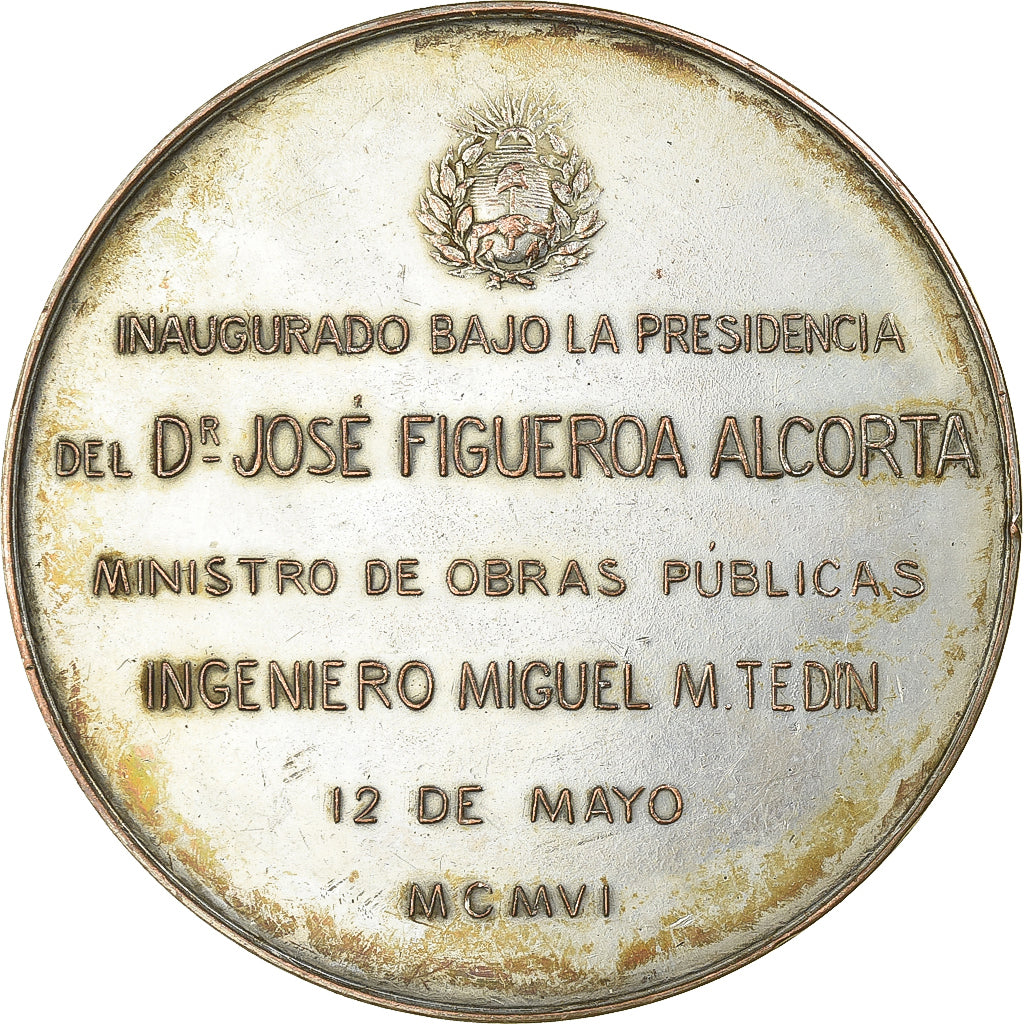 INAUGURADO BAJO LA PRESIDENCIA
DEL DR JOSÉ FIGUEROA ALCORTA
MINISTRO DE OBRAS PÚBLICAS
INGENIERO MIGUEL M. TEDÍN
12 DE MAYO
MCMVI